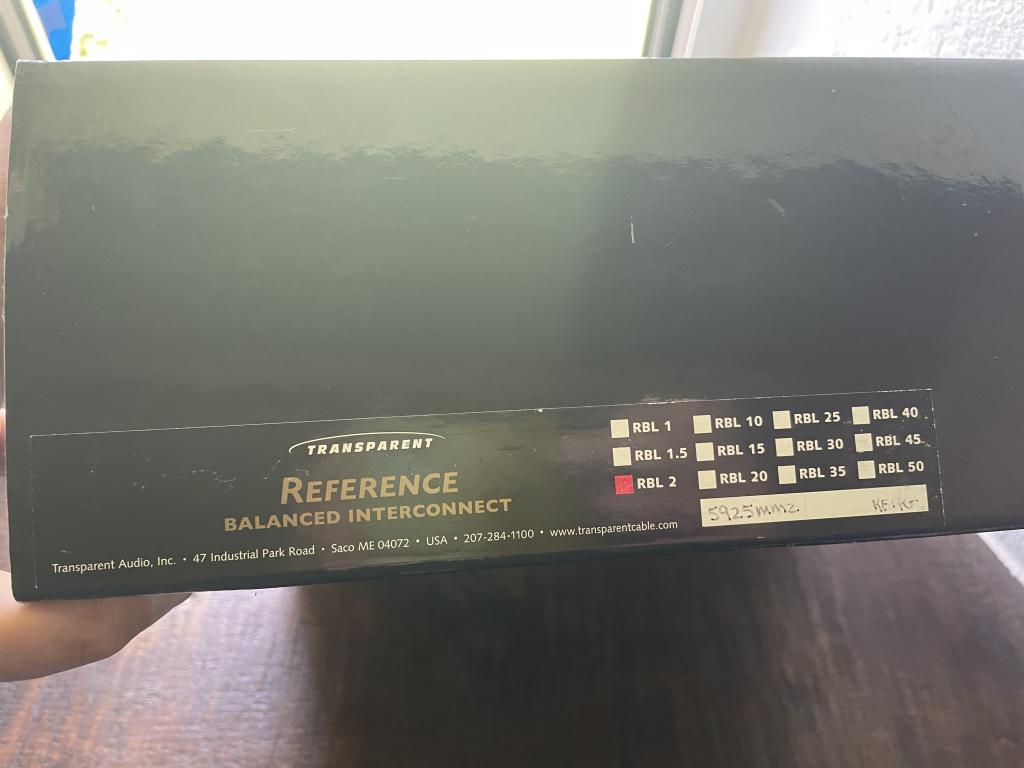 TRANSPARENT
REFERENCE
BALANCED INTERCONNECT
Transparent Audio, Inc. • 47 Industrial Park Road • Saco ME 04072 • USA • 207-284-1100 • www.transparentcable.com
RBL 1 RBL 10 RBL 25 RBL 40
RBL 1.5 RBL 15 RBL 30 RBL 45
RBL 2 RBL 20 RBL 35 RBL 50